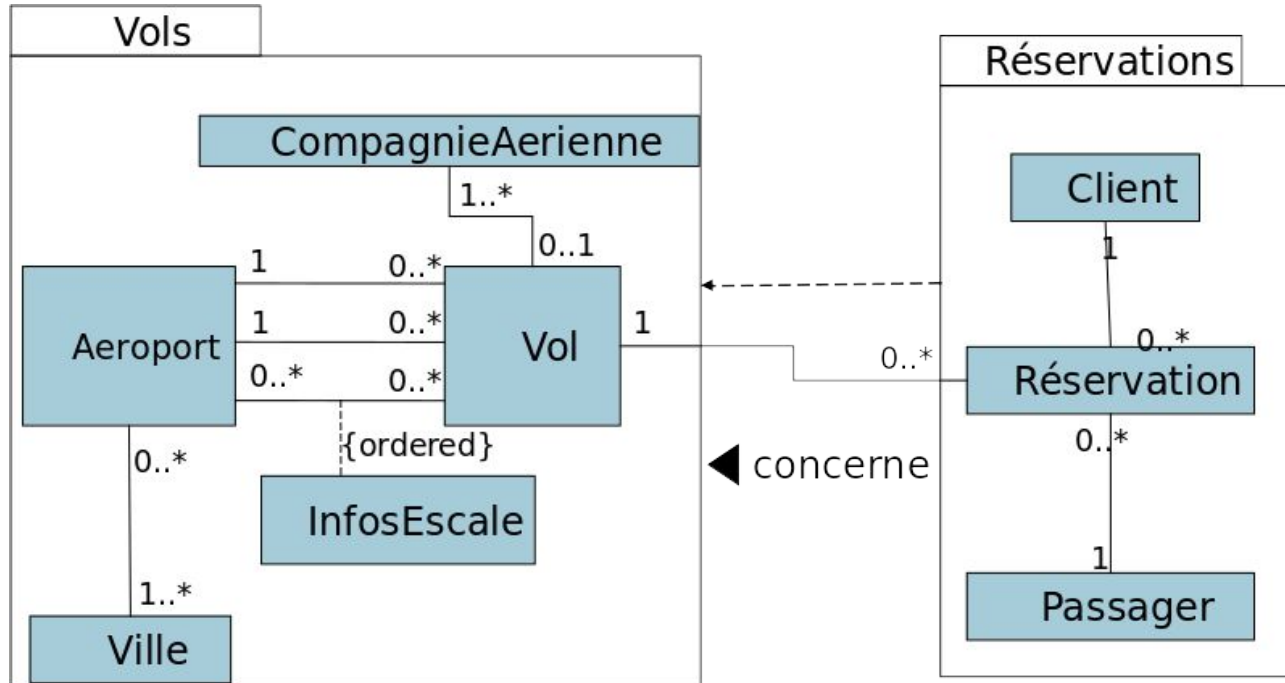 Vols
Réservations
CompagnieAerienne
1..*
0..1
Client
1
0..*
Aeroport
1
0..*
1
0..*
0..*
0..*
Vol
1
0..*
Réservation
{ordered}
InfosEscale
concerne
0..*
0..*
1
1..*
Ville
Passager